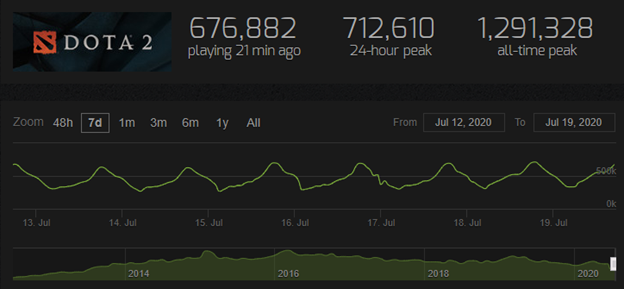 DOTA 2
676,882
playing 21 min ago
712,610
24-hour peak
1,291,328
all-time peak
Zoom 48h 7d 1m 3m 6m 1y All
From Jul 12, 2020 To Jul 19, 2020
500k
0k
13. Jul 14. Jul 15. Jul 16. Jul 17. Jul 18. Jul 19. Jul
2014 2016 2018 2020